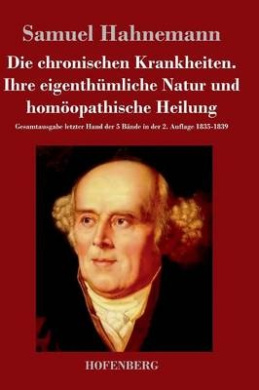 Samuel Hahnemann
Die chronischen Krankheiten.
Ihre eigenthümliche Natur und
homöopathische Heilung
Gesamtausgabe letzter Hand der 5 Bände in der 2. Auflage 1835-1839
HOFENBERG